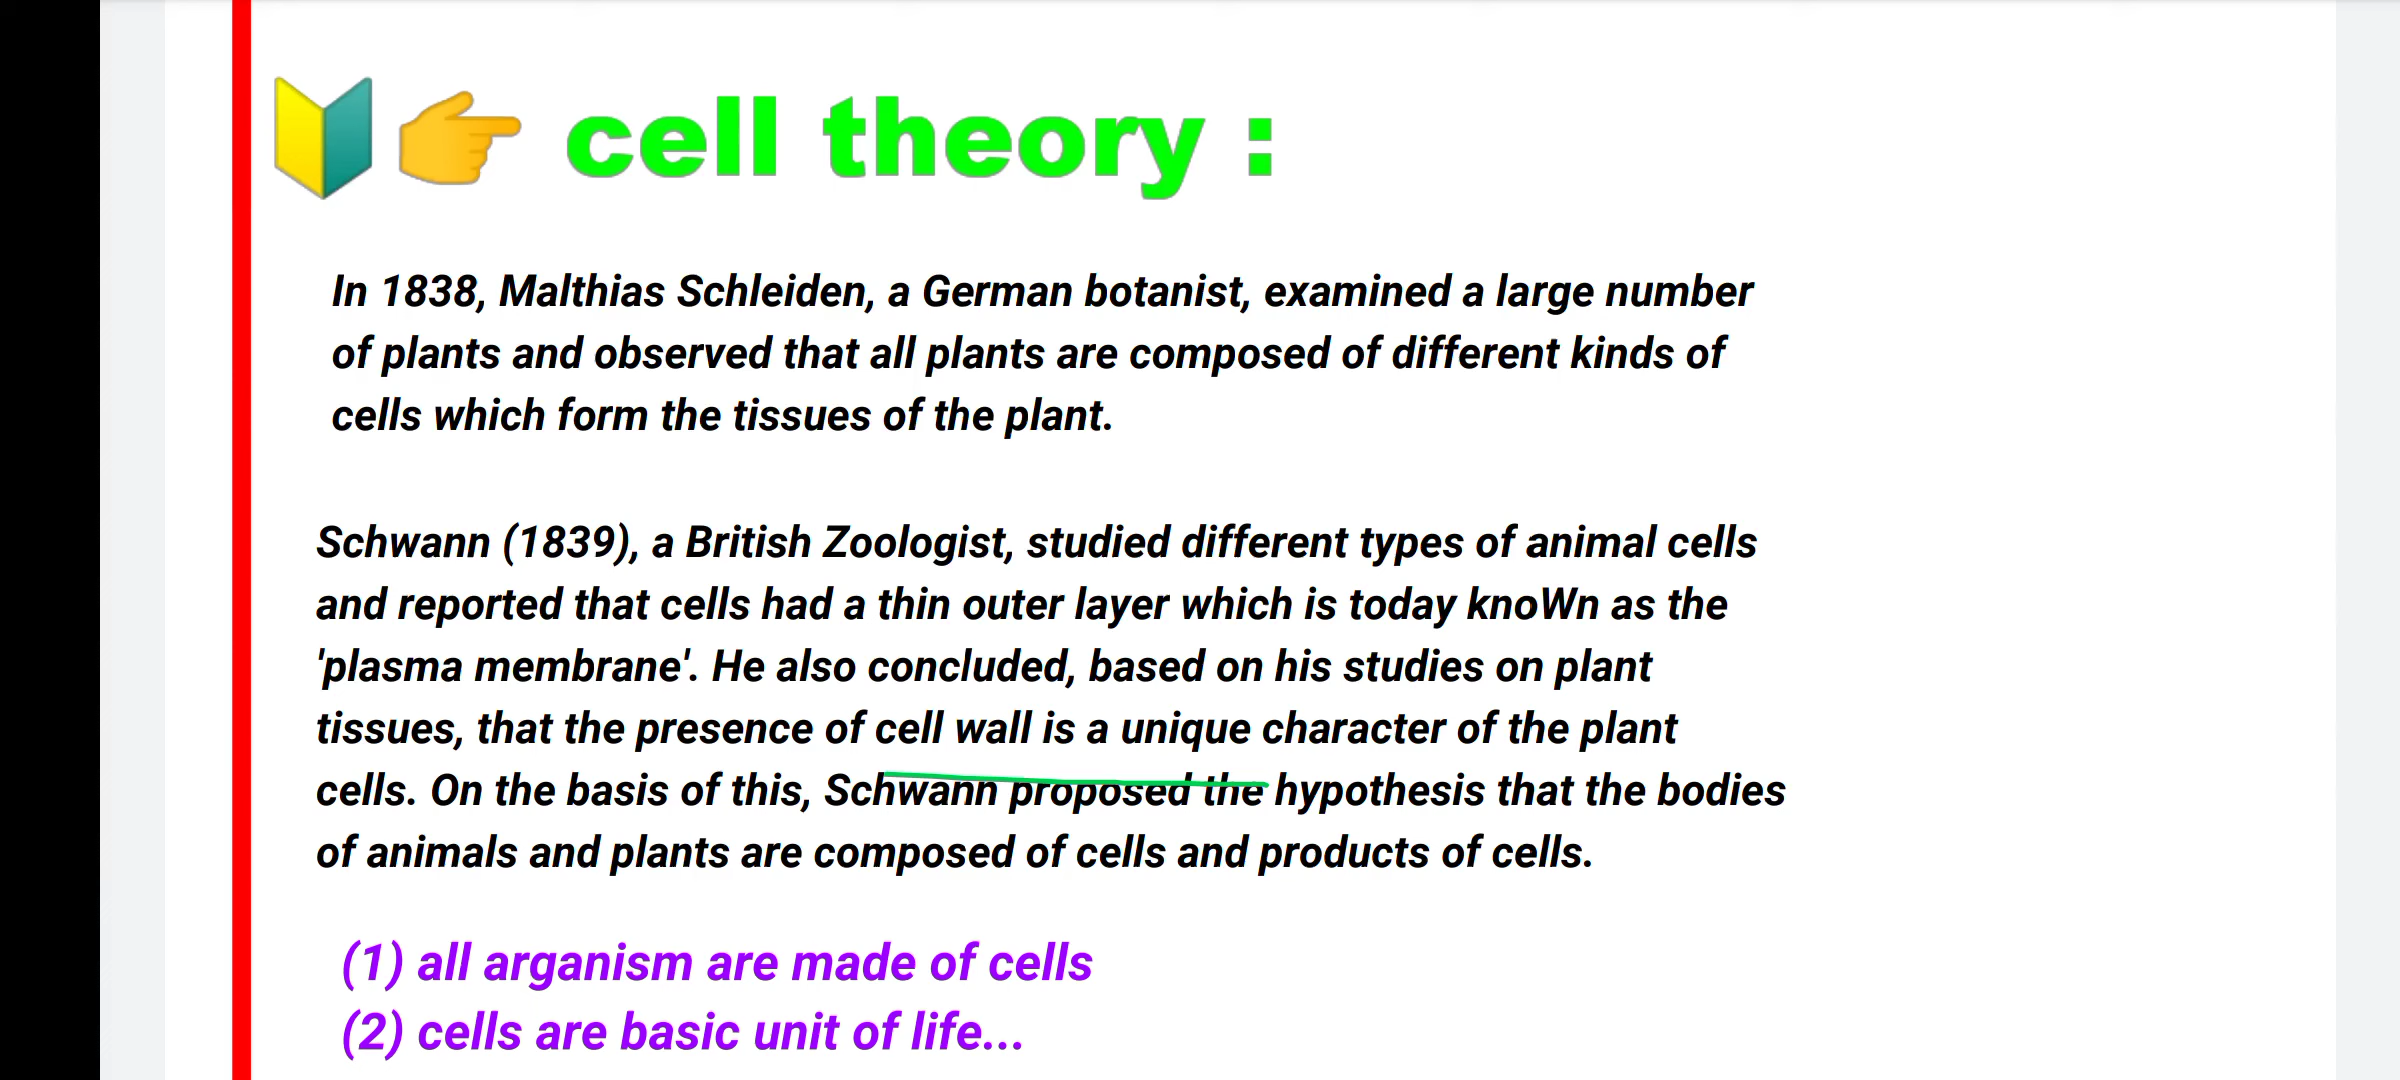 🔰👉 cell theory :
In 1838, Malthias Schleiden, a German botanist, examined a large number
of plants and observed that all plants are composed of different kinds of
cells which form the tissues of the plant.
Schwann (1839), a British Zoologist, studied different types of animal cells
and reported that cells had a thin outer layer which is today knoWn as the
'plasma membrane'. He also concluded, based on his studies on plant
tissues, that the presence of cell wall is a unique character of the plant
cells. On the basis of this, Schwann proposed the hypothesis that the bodies
of animals and plants are composed of cells and products of cells.
(1) all arganism are made of cells
(2) cells are basic unit of life...